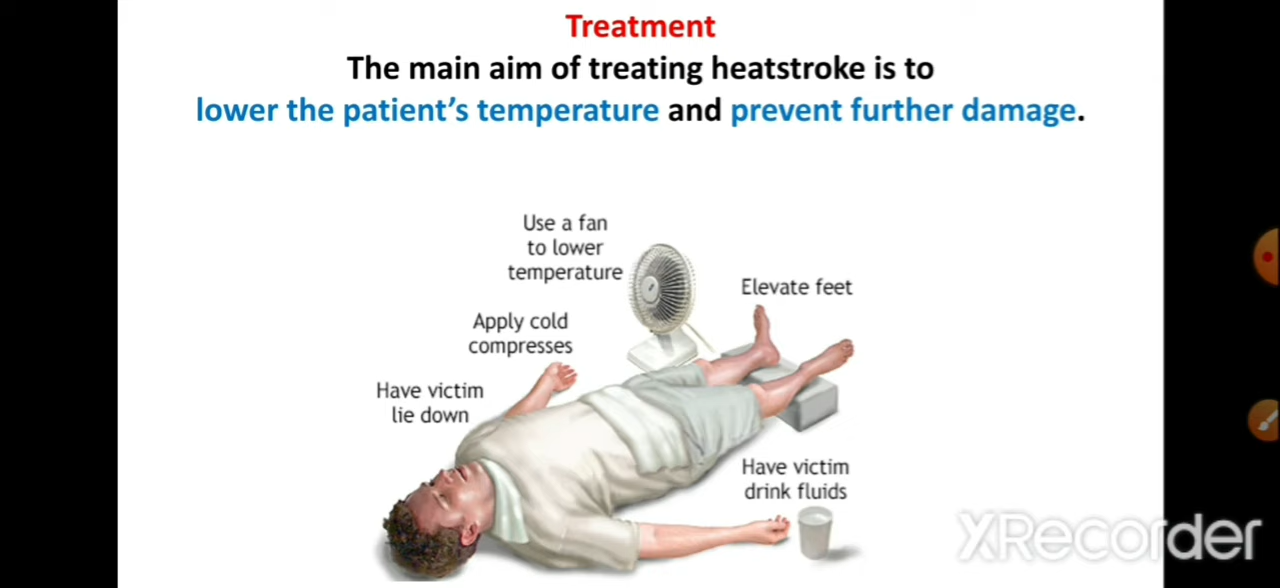 Treatment
The main aim of treating heatstroke is to
lower the patient's temperature and prevent further damage.
Use a fan
to lower
temperature
Elevate feet
Apply cold
compresses
Have victim
lie down
Have victim
drink fluids
XRecorder